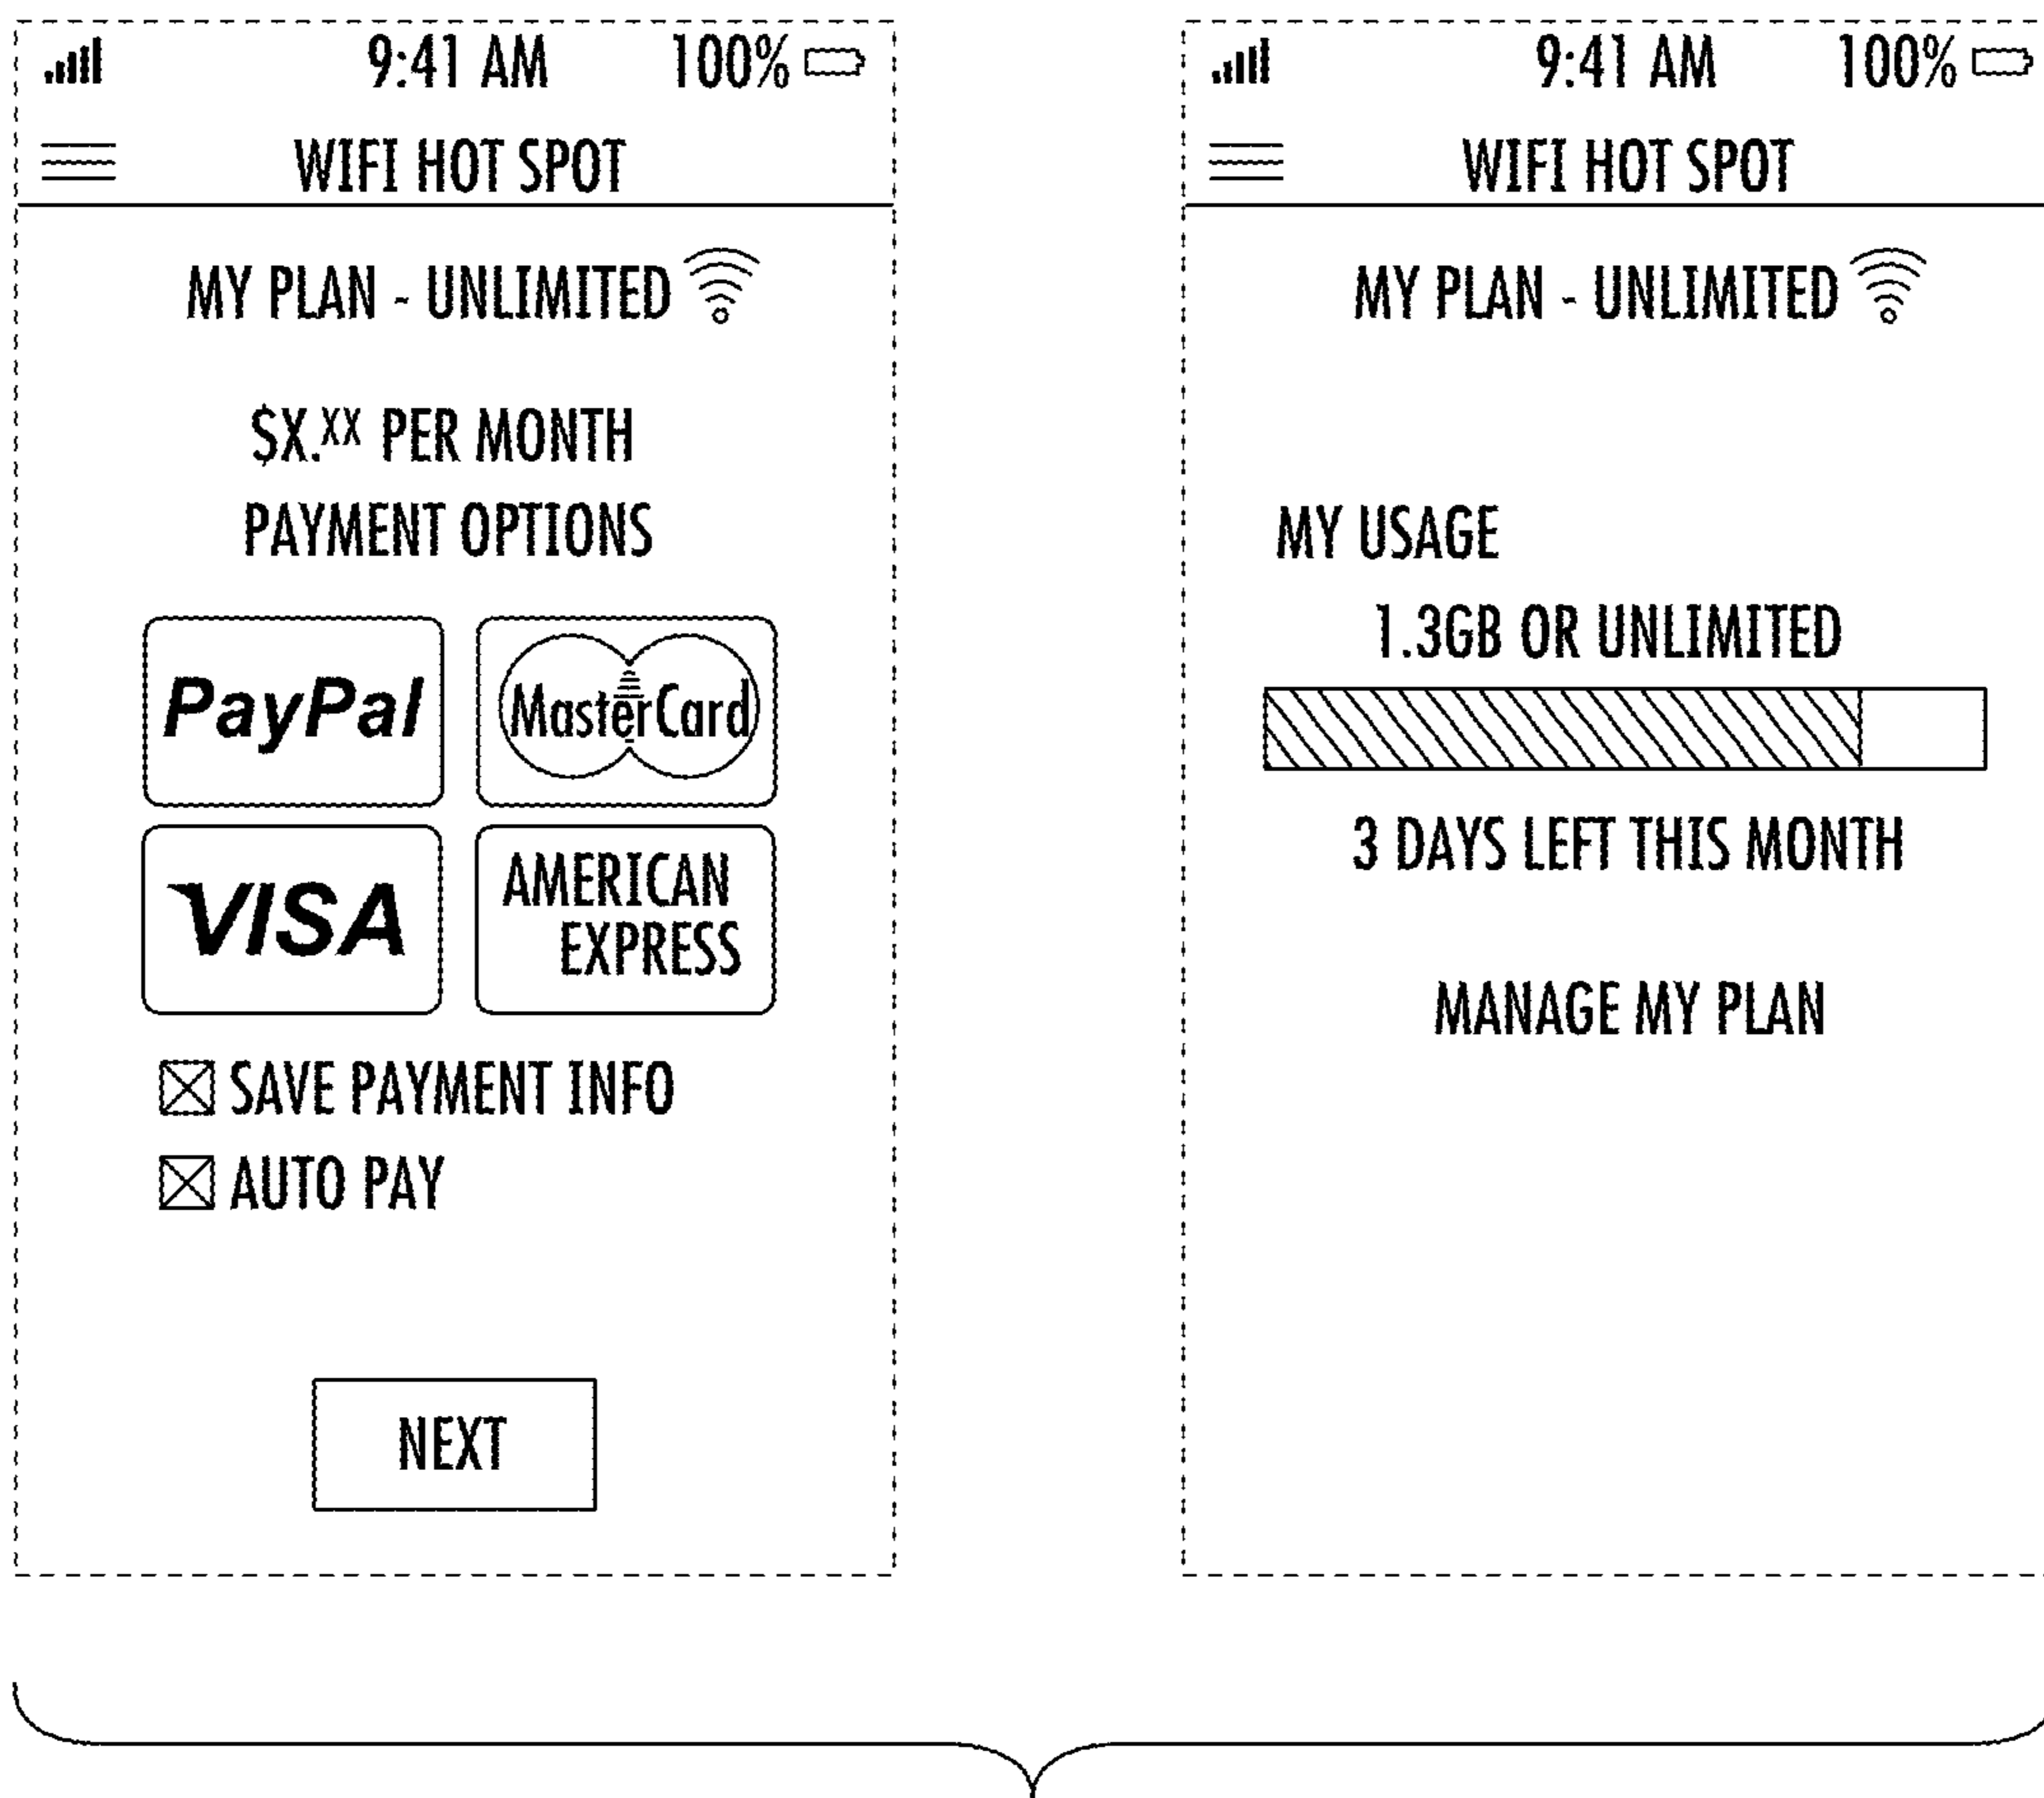 9:41 AM 100%
WIFI HOT SPOT
MY PLAN - UNLIMITED
$X.XX PER MONTH
PAYMENT OPTIONS
PayPal
MasterCard
VISA
AMERICAN
EXPRESS
SAVE PAYMENT INFO
AUTO PAY
NEXT
9:41 AM 100%
WIFI HOT SPOT
MY PLAN - UNLIMITED
MY USAGE
1.3GB OR UNLIMITED
3 DAYS LEFT THIS MONTH
MANAGE MY PLAN